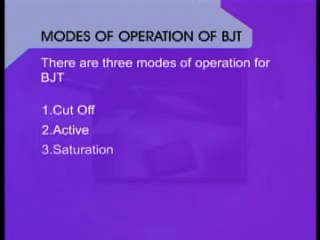 MODES OF OPERATION OF BJT
There are three modes of operation for
BJT
1.Cut Off
2.Active
3.Saturation